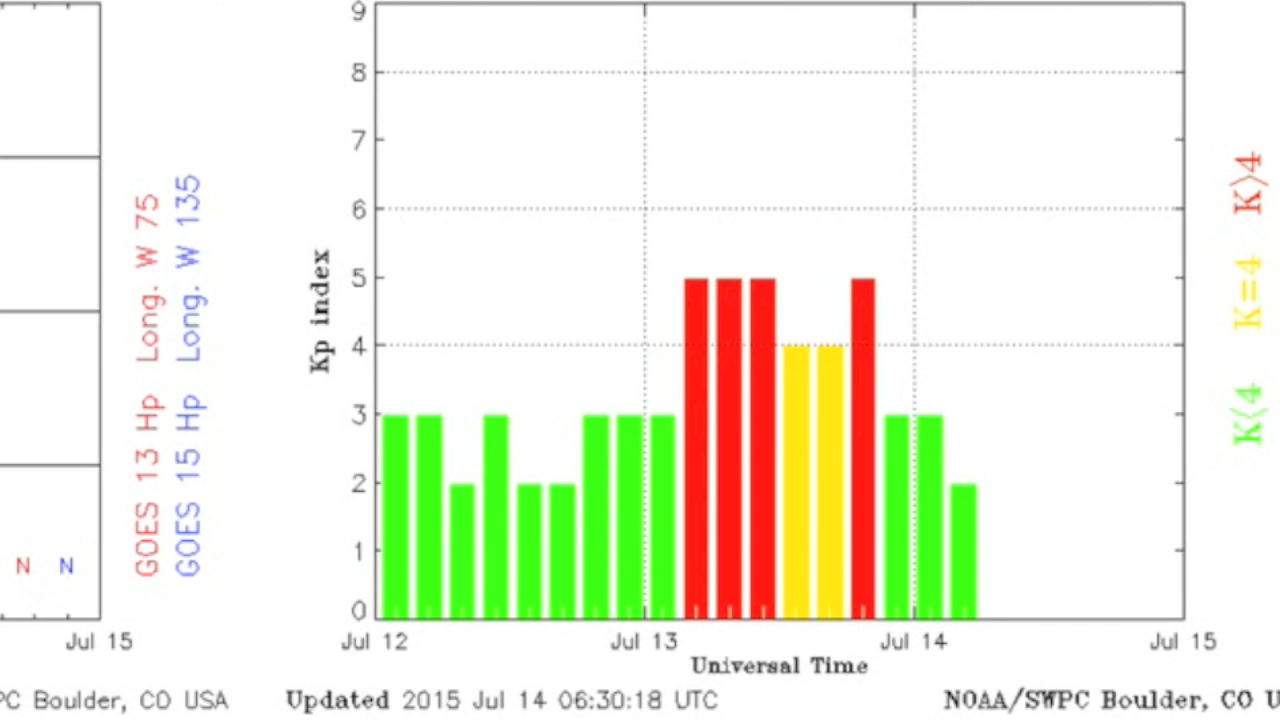 Jul 15
N N
GOES 13 Hp Long. W 75
GOES 15 Hp Long. W 135
PC Boulder, CO USA
Kp index
9
8
7
6
5
4
3
2
1
0
Jul 12 Jul 13 Jul 14 Jul 15
Universal Time
K>4
K=4
K<4
Updated 2015 Jul 14 06:30:18 UTC
NOAA/SWPC Boulder, CO U